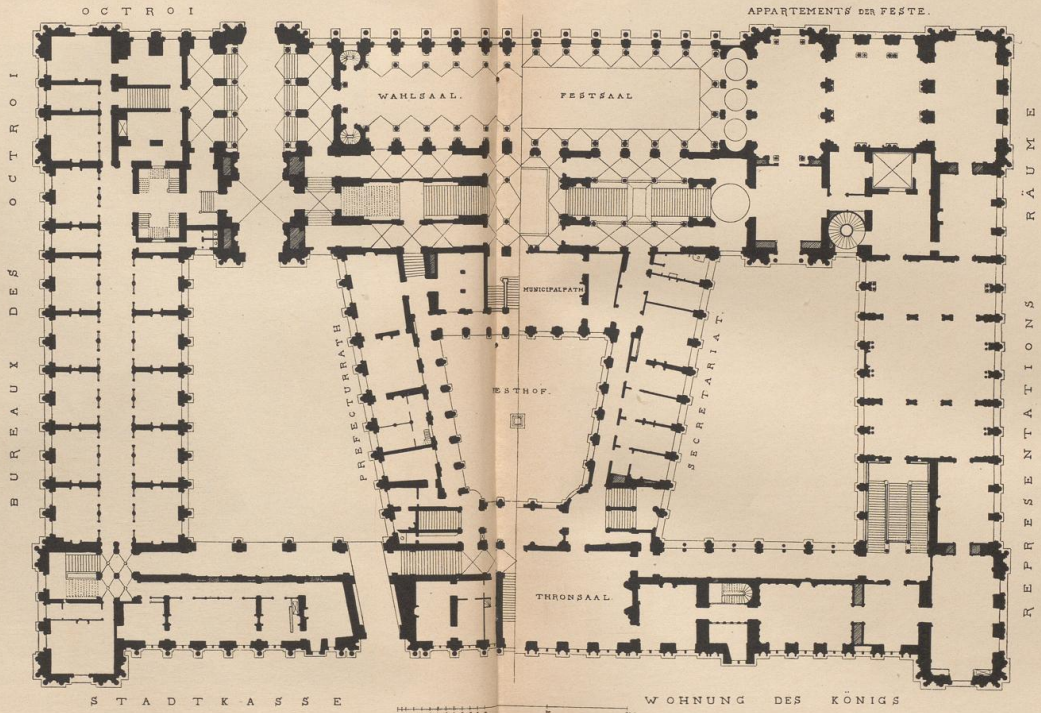 OCTROI
APPARTEMENTS DER FESTE.
BUREAUX DES OCTROI
WAHLSAAL.
FESTSAAL
REPRESENTATIONS RÄUME
MUNICIPALPATH
PREFECTURRATH
ESTHOF.
SECRETARIAT.
THRONSAAL.
STADTKASSE
WOHNUNG DES KÖNIGS